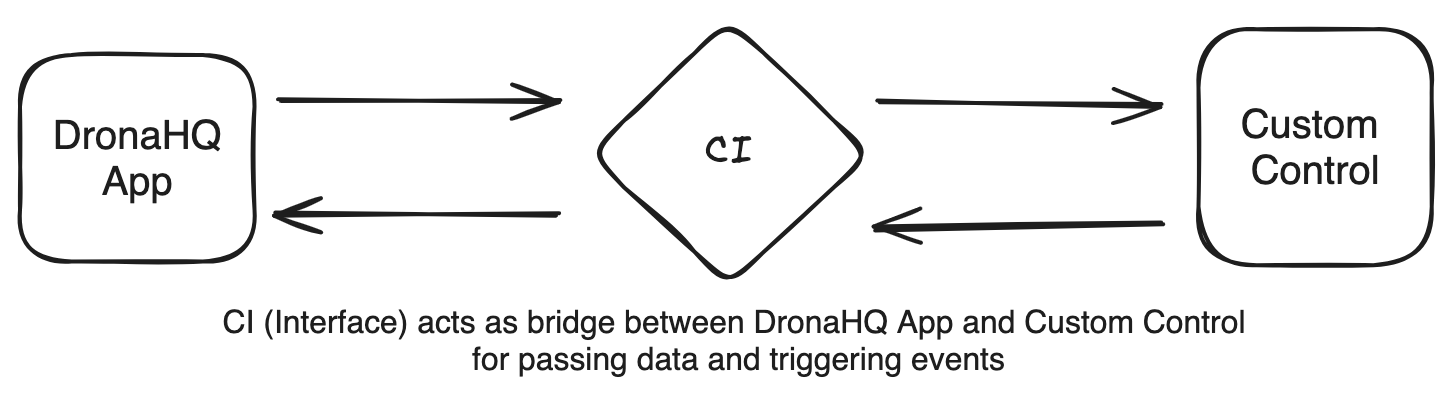 DronaHQ
App
CI
Custom
Control
CI (Interface) acts as bridge between DronaHQ App and Custom Control
for passing data and triggering events